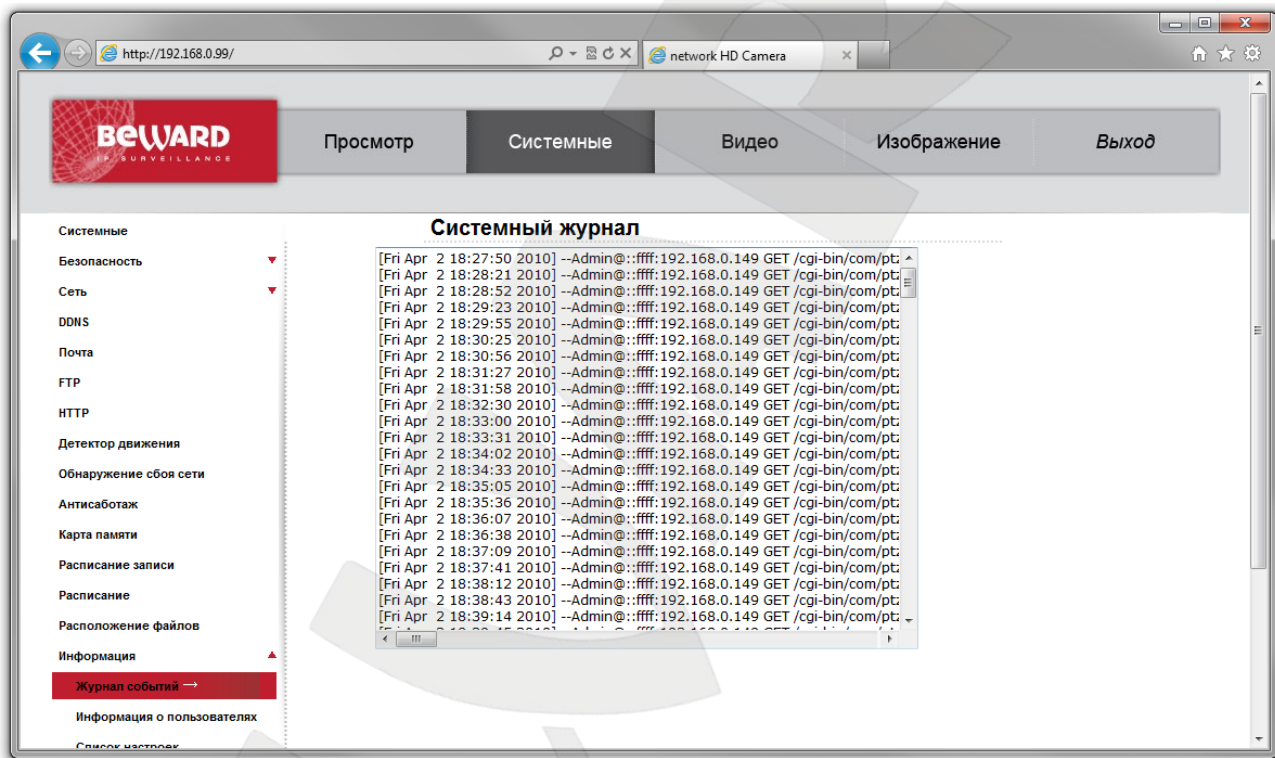 http://192.168.0.99/
network HD Camera
BEWARD
IP SURVEILLANCE
Просмотр
Системные
Видео
Изображение
Выход
Системные
Безопасность
Сеть
DDNS
Почта
FTP
HTTP
Детектор движения
Обнаружение сбоя сети
Антисаботаж
Карта памяти
Расписание записи
Расписание
Расположение файлов
Информация
Журнал событий →
Информация о пользователях
Список настроек
Системный журнал
[Fri Apr 2 18:27:50 2010] --Admin@::ffff:192.168.0.149 GET /cgi-bin/com/ptz
[Fri Apr 2 18:28:21 2010] --Admin@::ffff:192.168.0.149 GET /cgi-bin/com/ptz
[Fri Apr 2 18:28:52 2010] --Admin@::ffff:192.168.0.149 GET /cgi-bin/com/ptz
[Fri Apr 2 18:29:23 2010] --Admin@::ffff:192.168.0.149 GET /cgi-bin/com/ptz
[Fri Apr 2 18:29:55 2010] --Admin@::ffff:192.168.0.149 GET /cgi-bin/com/ptz
[Fri Apr 2 18:30:25 2010] --Admin@::ffff:192.168.0.149 GET /cgi-bin/com/ptz
[Fri Apr 2 18:30:56 2010] --Admin@::ffff:192.168.0.149 GET /cgi-bin/com/ptz
[Fri Apr 2 18:31:27 2010] --Admin@::ffff:192.168.0.149 GET /cgi-bin/com/ptz
[Fri Apr 2 18:31:58 2010] --Admin@::ffff:192.168.0.149 GET /cgi-bin/com/ptz
[Fri Apr 2 18:32:30 2010] --Admin@::ffff:192.168.0.149 GET /cgi-bin/com/ptz
[Fri Apr 2 18:33:00 2010] --Admin@::ffff:192.168.0.149 GET /cgi-bin/com/ptz
[Fri Apr 2 18:33:31 2010] --Admin@::ffff:192.168.0.149 GET /cgi-bin/com/ptz
[Fri Apr 2 18:34:02 2010] --Admin@::ffff:192.168.0.149 GET /cgi-bin/com/ptz
[Fri Apr 2 18:34:33 2010] --Admin@::ffff:192.168.0.149 GET /cgi-bin/com/ptz
[Fri Apr 2 18:35:05 2010] --Admin@::ffff:192.168.0.149 GET /cgi-bin/com/ptz
[Fri Apr 2 18:35:36 2010] --Admin@::ffff:192.168.0.149 GET /cgi-bin/com/ptz
[Fri Apr 2 18:36:07 2010] --Admin@::ffff:192.168.0.149 GET /cgi-bin/com/ptz
[Fri Apr 2 18:36:38 2010] --Admin@::ffff:192.168.0.149 GET /cgi-bin/com/ptz
[Fri Apr 2 18:37:09 2010] --Admin@::ffff:192.168.0.149 GET /cgi-bin/com/ptz
[Fri Apr 2 18:37:41 2010] --Admin@::ffff:192.168.0.149 GET /cgi-bin/com/ptz
[Fri Apr 2 18:38:12 2010] --Admin@::ffff:192.168.0.149 GET /cgi-bin/com/ptz
[Fri Apr 2 18:38:43 2010] --Admin@::ffff:192.168.0.149 GET /cgi-bin/com/ptz
[Fri Apr 2 18:39:14 2010] --Admin@::ffff:192.168.0.149 GET /cgi-bin/com/ptz